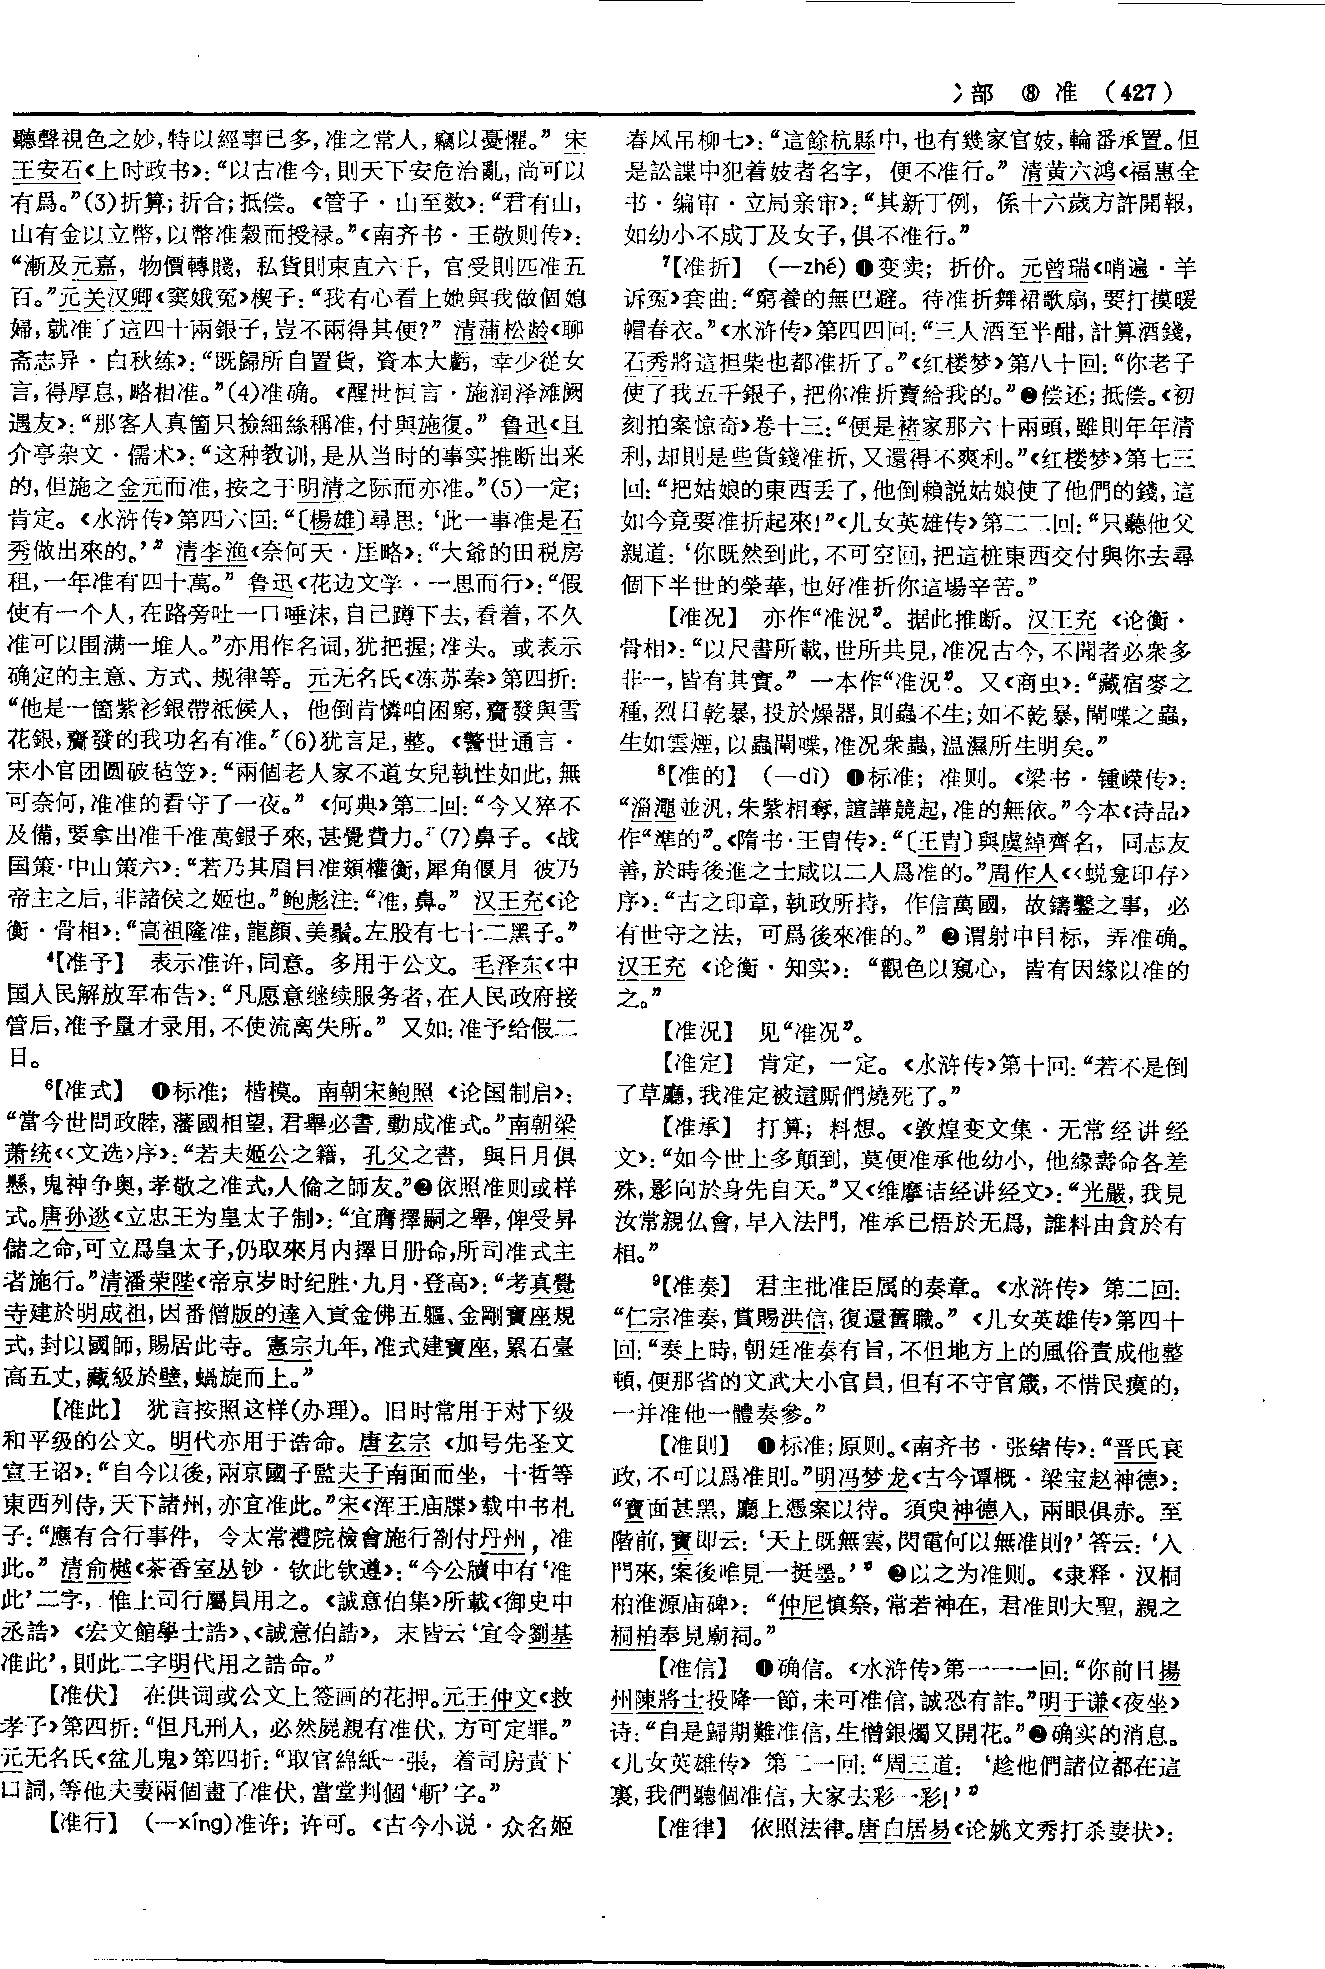 冫部 ⑧ 准 (427)
聽聲視色之妙,特以經事已多,准之常人,竊以憂懼。” 宋
王安石《上时政书》:“以古准今,則天下安危治亂,尚可以
有爲。”(3)折算;折合;抵偿。《管子·山至数》:“君有山,
山有金以立幣,以幣准穀而授禄。”《南齐书·王敬则传》:
“漸及元嘉, 物價轉賤, 私貨則束直六千, 官受則匹准五
百。”元关汉卿《窦娥冤》楔子:“我有心看上她與我做個媳
婦,就准了這四十兩銀子,豈不兩得其便?” 清蒲松龄《聊
斋志异·白秋练》:“既歸所自置貨, 資本大虧, 幸少從女
言,得厚息,略相准。”(4)准确。《醒世恒言·施润泽滩阙
遇友》:“那客人真箇只撿細絲稱准,付與施復。” 鲁迅《且
介亭杂文·儒术》:“这种教训,是从当时的事实推断出来
的,但施之金元而准,按之于明清之际而亦准。”(5)一定;
肯定。《水浒传》第四六回:“〔楊雄〕尋思:‘此一事准是石
秀做出來的。’” 清李渔《奈何天·厓略》:“大爺的田税房
租,一年准有四十萬。” 鲁迅《花边文学·一思而行》:“假
使有一个人,在路旁吐一口唾沫,自己蹲下去,看着,不久
准可以围满一堆人。”亦用作名词,犹把握;准头。或表示
确定的主意、方式、规律等。元无名氏《冻苏秦》第四折:
“他是一箇紫衫銀帶祗候人, 他倒肯憐咱困窮,齎發與雪
花銀,齎發的我功名有准。”(6)犹言足,整。《警世通言·
宋小官团圆破毡笠》:“兩個老人家不道女兒執性如此,無
可奈何,准准的看守了一夜。” 《何典》第二回:“今又猝不
及備,要拿出准千准萬銀子來,甚覺費力。”(7)鼻子。《战
国策·中山策六》:“若乃其眉目准頞權衡,犀角偃月 彼乃
帝主之后,非諸侯之姬也。”鲍彪注:“准,鼻。” 汉王充《论
衡·骨相》:“高祖隆准,龍顔、美鬚。左股有七十二黑子。”
4【准予】 表示准许,同意。多用于公文。毛泽东《中
国人民解放军布告》:“凡愿意继续服务者,在人民政府接
管后,准予量才录用,不使流离失所。” 又如:准予给假二
日。
6【准式】 ❶标准; 楷模。南朝宋鲍照《论国制启》:
“當今世問政睦,藩國相望,君舉必書,動成准式。”南朝梁
萧统《<文选>序》:“若夫姬公之籍, 孔父之書, 與日月俱
懸,鬼神争奥,孝敬之准式,人倫之師友。”❷依照准则或样
式。唐孙逖《立忠王为皇太子制》:“宜膺擇嗣之舉,俾受昇
儲之命,可立爲皇太子,仍取來月内擇日册命,所司准式主
者施行。”清潘荣陛《帝京岁时纪胜·九月·登高》:“考真覺
寺建於明成祖,因番僧版的達入貢金佛五軀、金剛寶座規
式,封以國師,賜居此寺。憲宗九年,准式建寶座,累石臺
高五丈,藏級於壁,蝸旋而上。”
【准此】 犹言按照这样(办理)。旧时常用于对下级
和平级的公文。明代亦用于诰命。唐玄宗《加号先圣文
宣王诏》:“自今以後,兩京國子監夫子南面而坐, 十哲等
東西列侍,天下諸州,亦宜准此。”宋《浑王庙牒》载中书札
子:“應有合行事件, 令太常禮院檢會施行劄付丹州,准
此。” 清俞樾《茶香室丛钞·钦此钦遵》:“今公牘中有‘准
此’二字, 惟上司行屬員用之。《誠意伯集》所載《御史中
丞誥》《宏文館學士誥》、《誠意伯誥》, 末皆云‘宜令劉基
准此’,則此二字明代用之誥命。”
【准伏】 在供词或公文上签画的花押。元王仲文《救
孝子》第四折:“但凡刑人, 必然屍親有准伏, 方可定罪。”
元无名氏《盆儿鬼》第四折:“取官綿紙一張, 着司房責下
口詞,等他夫妻兩個畫了准伏,當堂判個‘斬’字。”
【准行】 (—xíng)准许; 许可。《古今小说·众名姬
春风吊柳七》:“這餘杭縣中,也有幾家官妓,輪番承置。但
是訟諜中犯着妓者名字, 便不准行。” 清黄六鸿《福惠全
书·编审·立局亲审》:“其新丁例, 係十六歲方許開報,
如幼小不成丁及女子,俱不准行。”
7【准折】 (—zhé) ❶变卖; 折价。元曾瑞《哨遍·羊
诉冤》套曲:“窮養的無巴避。待准折舞裙歌扇,要打摸暖
帽春衣。”《水浒传》第四四回:“三人酒至半酣,計算酒錢,
石秀將這担柴也都准折了。”《红楼梦》第八十回:“你老子
使了我五千銀子,把你准折賣給我的。”❷偿还;抵偿。《初
刻拍案惊奇》卷十三:“便是褚家那六十兩頭,雖則年年清
利,却則是些貨錢准折,又還得不爽利。”《红楼梦》第七三
回:“把姑娘的東西丢了,他倒賴説姑娘使了他們的錢,這
如今竟要准折起來!”《儿女英雄传》第二二回:“只聽他父
親道:‘你既然到此,不可空回,把這桩東西交付與你去尋
個下半世的榮華,也好准折你這場辛苦。”
【准况】 亦作“准況”。据此推断。汉王充《论衡·
骨相》:“以尺書所載,世所共見,准况古今,不聞者必衆多
非一,皆有其實。” 一本作“准況”。又《商虫》:“藏宿麥之
種,烈日乾暴,投於燥器,則蟲不生;如不乾暴,閘喋之蟲,
生如雲煙,以蟲閘喋,准况衆蟲,温濕所生明矣。”
8【准的】 (—dì) ❶标准; 准则。《梁书·锺嵘传》:
“淄澠並汎,朱紫相奪,諠譁競起,准的無依。”今本《诗品》
作“準的”。《隋书·王胄传》:“〔王胄〕與虞綽齊名, 同志友
善,於時後進之士咸以二人爲准的。”周作人《<蜕龛印存>
序》:“古之印章,執政所持, 作信萬國, 故鑄鑿之事, 必
有世守之法, 可爲後來准的。” ❷谓射中目标, 弄准确。
汉王充《论衡·知实》: “觀色以窺心, 皆有因緣以准的
之。”
【准況】 见“准况”。
【准定】 肯定, 一定。《水浒传》第十回:“若不是倒
了草廳,我准定被這厮們燒死了。”
【准承】 打算; 料想。《敦煌变文集·无常经讲经
文》:“如今世上多顛到, 莫便准承他幼小, 他緣壽命各差
殊,影向於身先自天。”又《维摩诘经讲经文》:“光嚴,我見
汝常親仏會,早入法門, 准承已悟於无爲, 誰料由貪於有
相。”
9【准奏】 君主批准臣属的奏章。《水浒传》第二回:
“仁宗准奏,賞賜洪信,復還舊職。”《儿女英雄传》第四十
回:“奏上時,朝廷准奏有旨,不但地方上的風俗責成他整
頓,便那省的文武大小官員,但有不守官箴,不惜民瘼的,
一并准他一體奏參。”
【准则】 ❶标准;原则。《南齐书·张绪传》:“晋氏衰
政,不可以爲准則。”明冯梦龙《古今谭概·梁宝赵神德》:
“寶面甚黑,廳上憑案以待。須臾神德入, 兩眼俱赤。至
階前,寶即云:‘天上既無雲,閃電何以無准則?’答云:‘入
門來,案後唯見一挺墨。’” ❷以之为准则。《隶释·汉桐
柏淮源庙碑》: “仲尼慎祭,常若神在, 君准則大聖, 親之
桐柏奉見廟祠。”
【准信】 ❶确信。《水浒传》第一一一回:“你前日揚
州陳將士投降一節,未可准信,誠恐有詐。”明于谦《夜坐》
诗:“自是歸期難准信,生憎銀燭又開花。”❷确实的消息。
《儿女英雄传》第二一回:“周三道: ‘趁他們諸位都在這
裏,我們聽個准信,大家去彩一彩!’”
【准律】 依照法律。唐白居易《论姚文秀打杀妻状》: